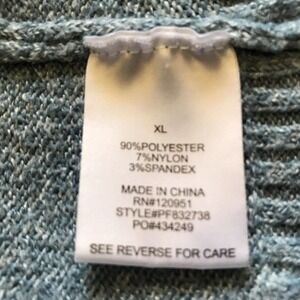 XL
90%POLYESTER
7%NYLON
3%SPANDEX
MADE IN CHINA
RN#120951
STYLE#PF832738
PO#434249
SEE REVERSE FOR CARE